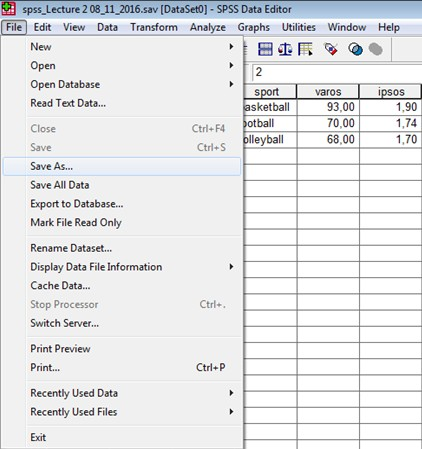 spss_Lecture 2 08_11_2016.sav [DataSet0] - SPSS Data Editor
File Edit View Data Transform Analyze Graphs Utilities Window
2
sport varos ipsos
asketball 93,00 1,90
ootball 70,00 1,74
olleyball 68,00 1,70
New
Open
Open Database
Read Text Data...
Close Ctrl+F4
Save Ctrl+S
Save As...
Save All Data
Export to Database...
Mark File Read Only
Rename Dataset...
Display Data File Information
Cache Data...
Stop Processor Ctrl+.
Switch Server...
Print Preview
Print... Ctrl+P
Recently Used Data
Recently Used Files
Exit